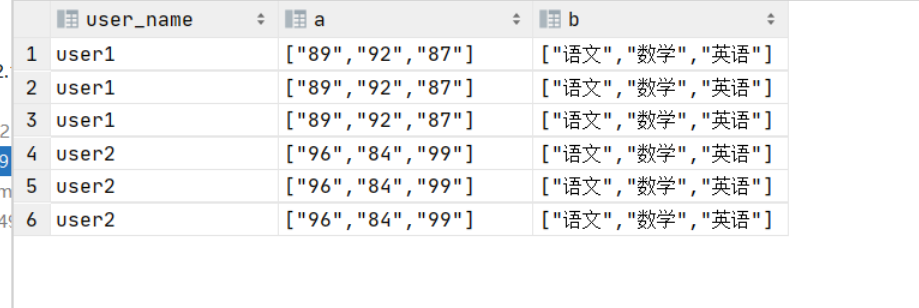 user_name a b
1 user1 ["89","92","87"] ["语文","数学","英语"]
2 user1 ["89","92","87"] ["语文","数学","英语"]
3 user1 ["89","92","87"] ["语文","数学","英语"]
4 user2 ["96","84","99"] ["语文","数学","英语"]
5 user2 ["96","84","99"] ["语文","数学","英语"]
6 user2 ["96","84","99"] ["语文","数学","英语"]